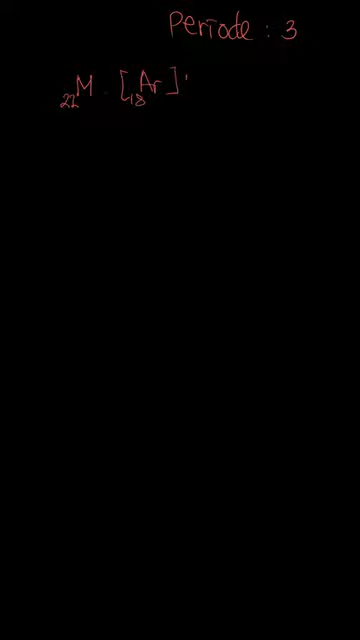 Periode : 3
₂₂M : [₁₈Ar]